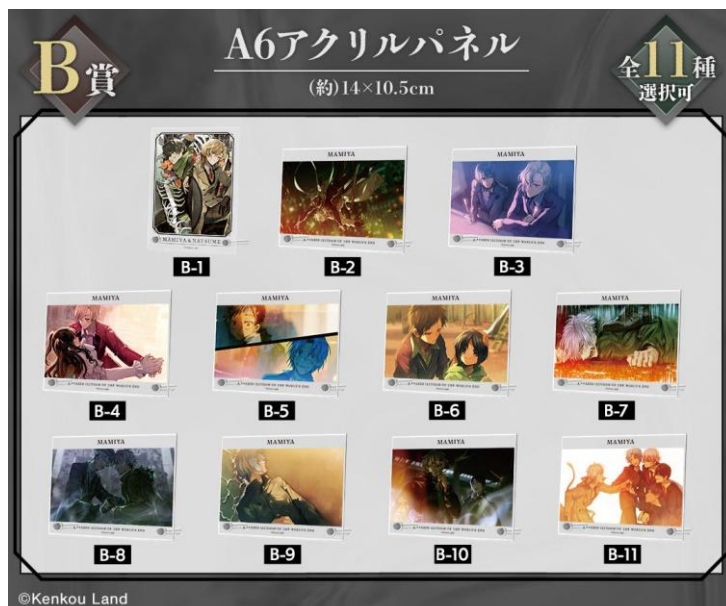 B賞
A6アクリルパネル
(約)14×10.5cm
全11種
選択可
MAMIYA & NATSUME
B-1
MAMIYA
B-2
MAMIYA
B-3
MAMIYA
B-4
MAMIYA
B-5
MAMIYA
B-6
MAMIYA
B-7
MAMIYA
B-8
MAMIYA
B-9
MAMIYA
B-10
MAMIYA
B-11
©Kenkou Land